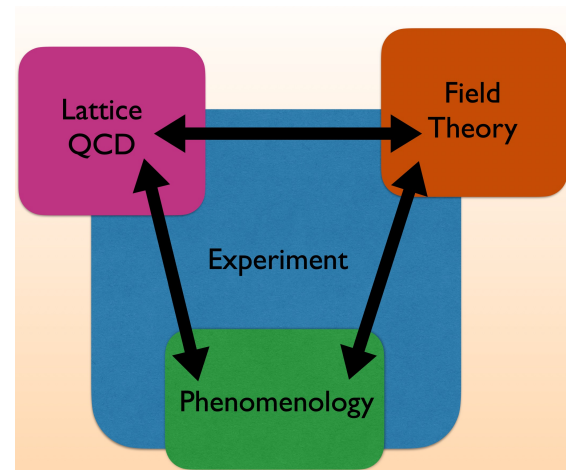 Lattice
QCD
Field
Theory
Experiment
Phenomenology